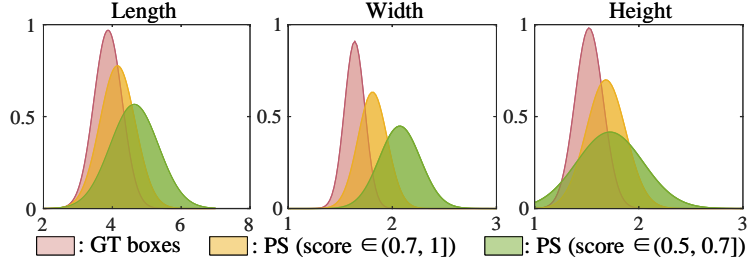 Length Width Height
1 1 1
0.5 0.5 0.5
0 0 0
2 4 6 8 1 2 3 1 2 3
: GT boxes : PS (score ∈(0.7, 1]) : PS (score ∈(0.5, 0.7])